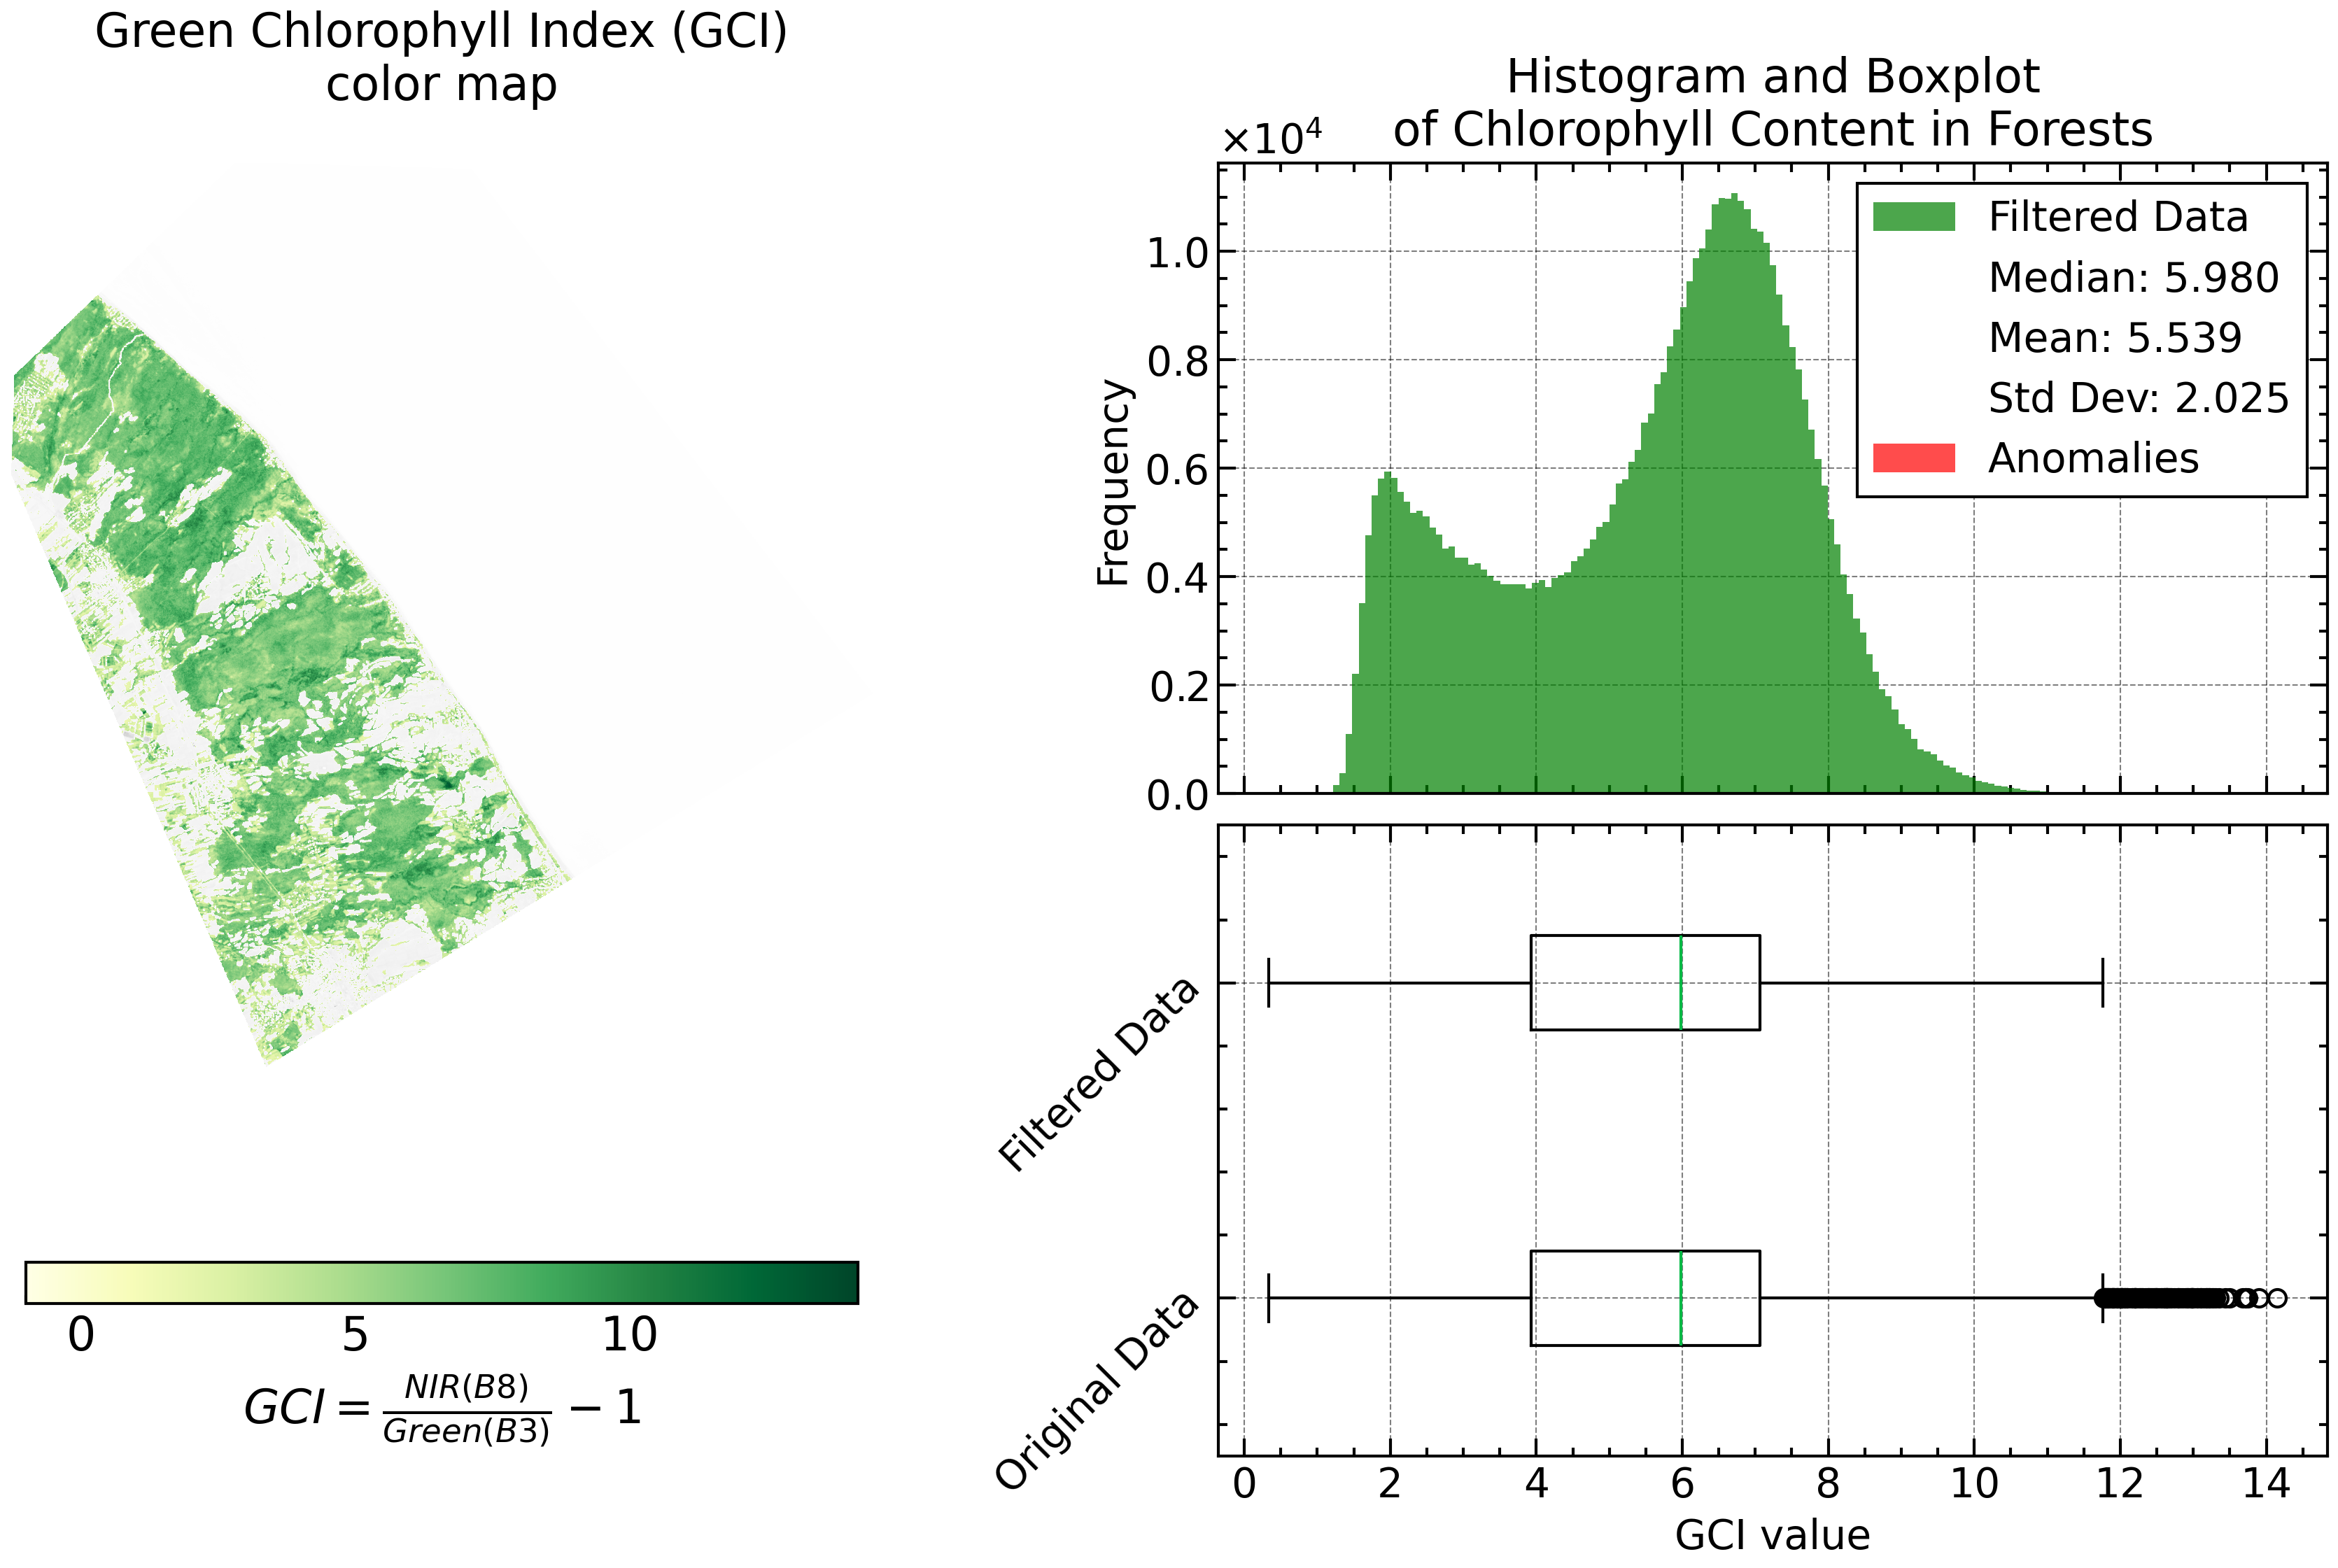 Green Chlorophyll Index (GCI)
color map
0 5 10
GCI = NIR(B8) / Green(B3) − 1
Histogram and Boxplot
of Chlorophyll Content in Forests
×10⁴
Frequency
1.0
0.8
0.6
0.4
0.2
0.0
Filtered Data
Median: 5.980
Mean: 5.539
Std Dev: 2.025
Anomalies
Filtered Data
Original Data
0 2 4 6 8 10 12 14
GCI value